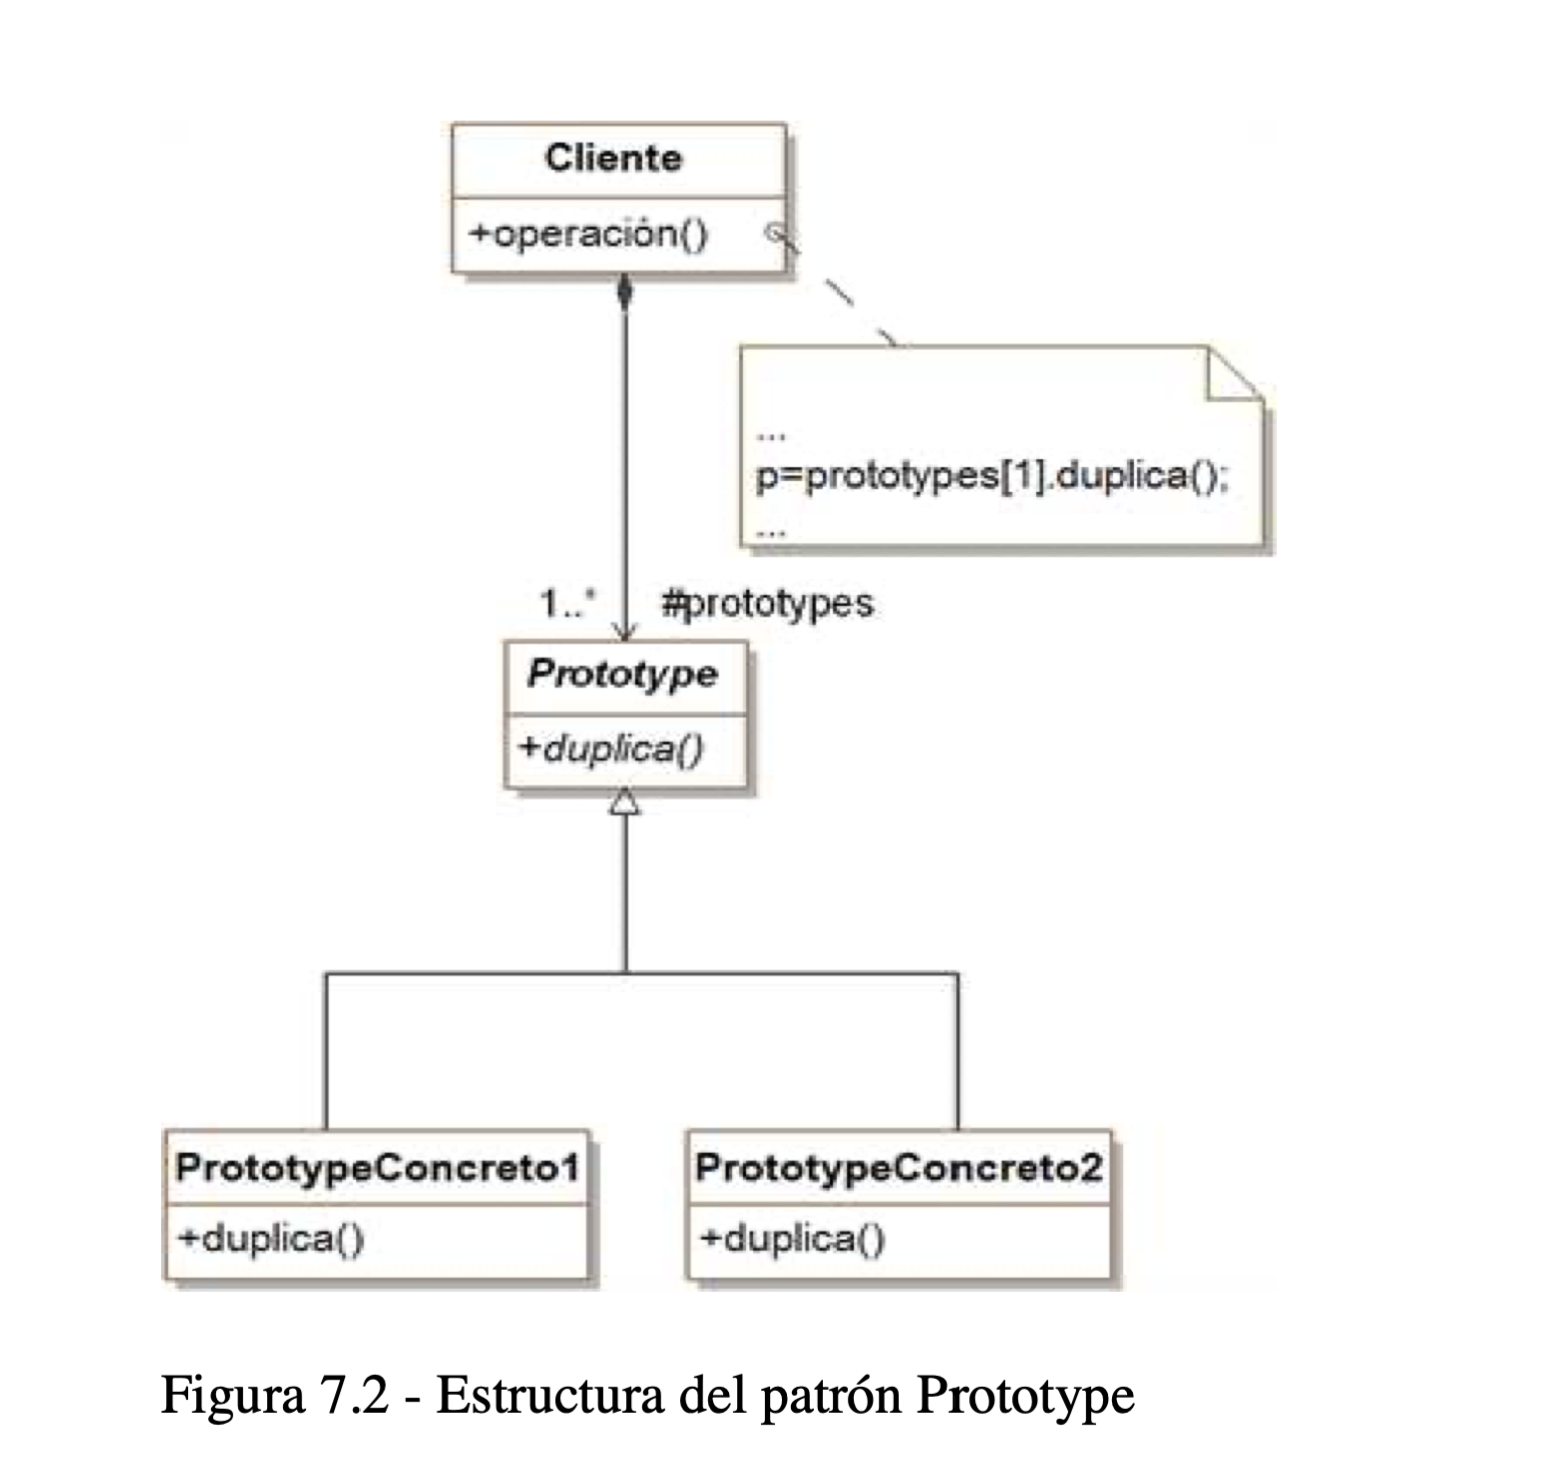 Cliente
+operación()
...
p=prototypes[1].duplica();
...
1..* #prototypes
Prototype
+duplica()
PrototypeConcreto1
+duplica()
PrototypeConcreto2
+duplica()
Figura 7.2 - Estructura del patrón Prototype